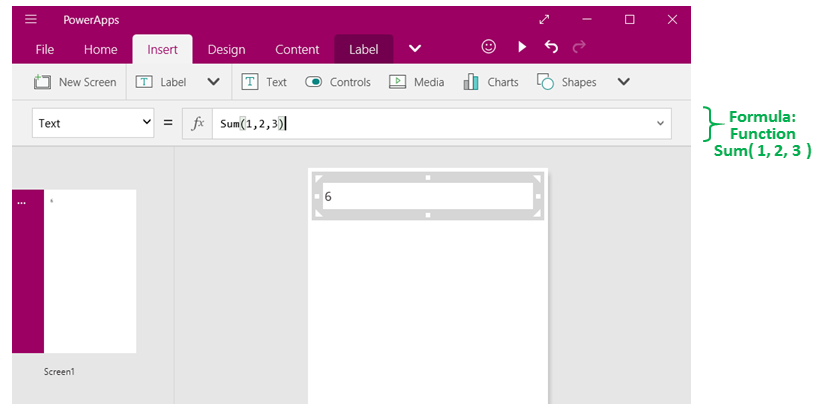 PowerApps
File Home Insert Design Content Label
New Screen Label Text Controls Media Charts Shapes
Text = fx Sum(1,2,3)
Formula:
Function
Sum( 1, 2, 3 )
... 6
6
Screen1